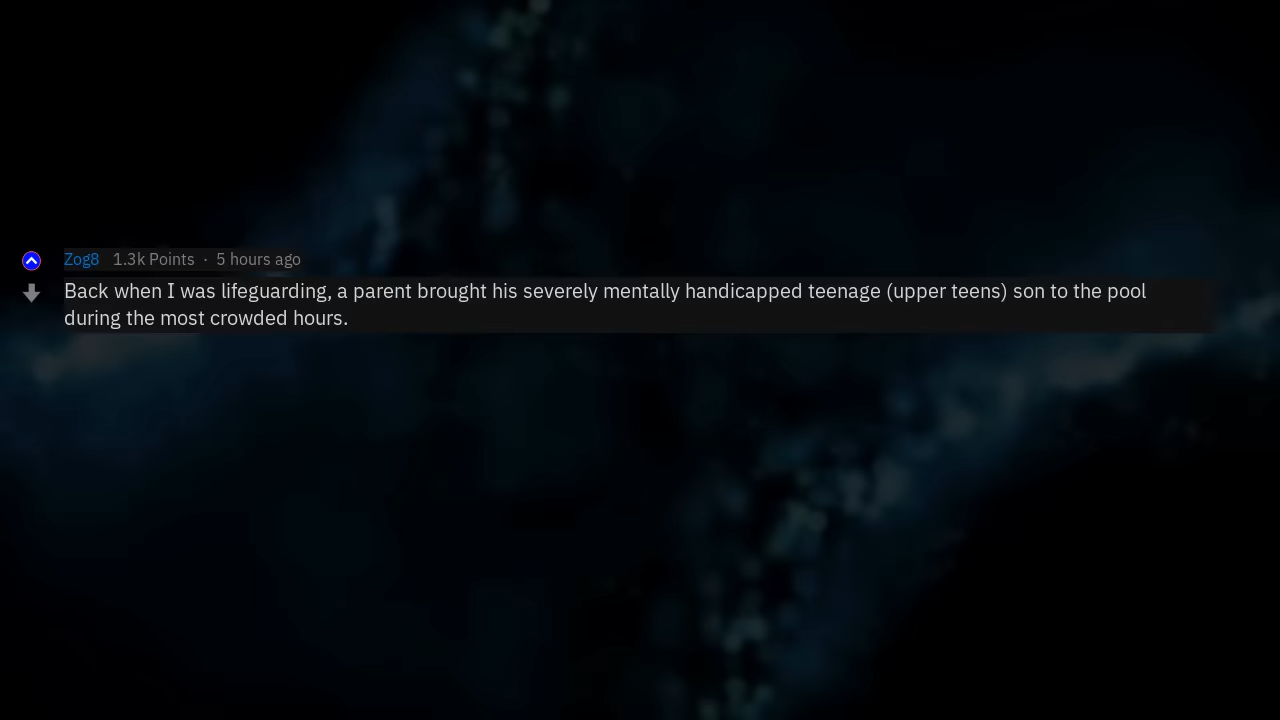 Zog8 1.3k Points · 5 hours ago
Back when I was lifeguarding, a parent brought his severely mentally handicapped teenage (upper teens) son to the pool
during the most crowded hours.